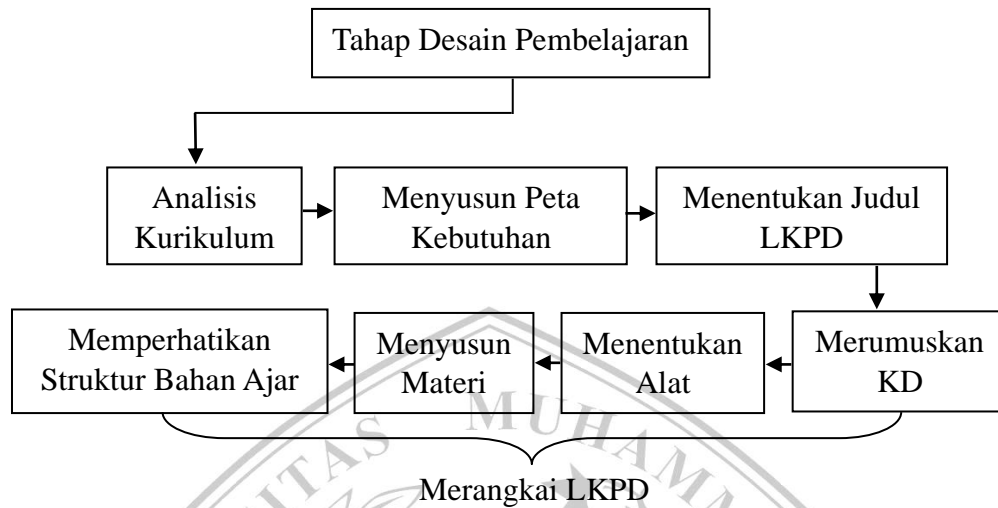 Tahap Desain Pembelajaran
Analisis
Kurikulum
Menyusun Peta
Kebutuhan
Menentukan Judul
LKPD
Merumuskan
KD
Menentukan
Alat
Menyusun
Materi
Memperhatikan
Struktur Bahan Ajar
Merangkai LKPD